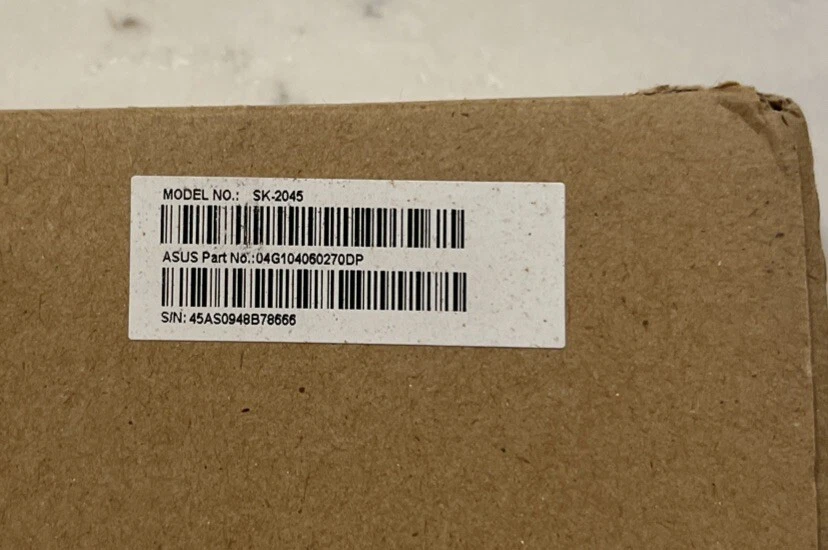 MODEL NO.: SK-2045
ASUS Part No.:04G104060270DP
S/N: 45AS0948B78666